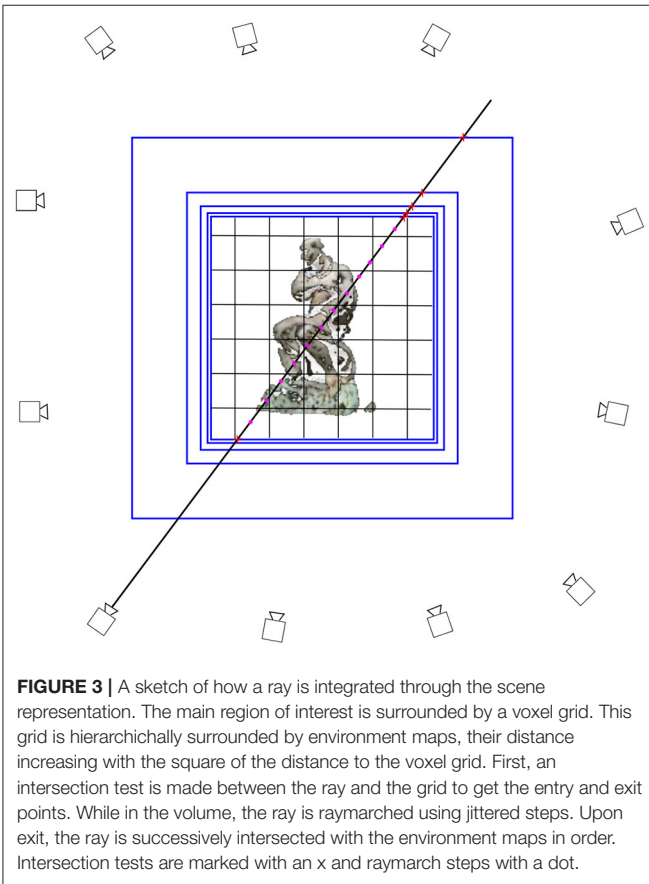 FIGURE 3 | A sketch of how a ray is integrated through the scene
representation. The main region of interest is surrounded by a voxel grid. This
grid is hierarchichally surrounded by environment maps, their distance
increasing with the square of the distance to the voxel grid. First, an
intersection test is made between the ray and the grid to get the entry and exit
points. While in the volume, the ray is raymarched using jittered steps. Upon
exit, the ray is successively intersected with the environment maps in order.
Intersection tests are marked with an x and raymarch steps with a dot.